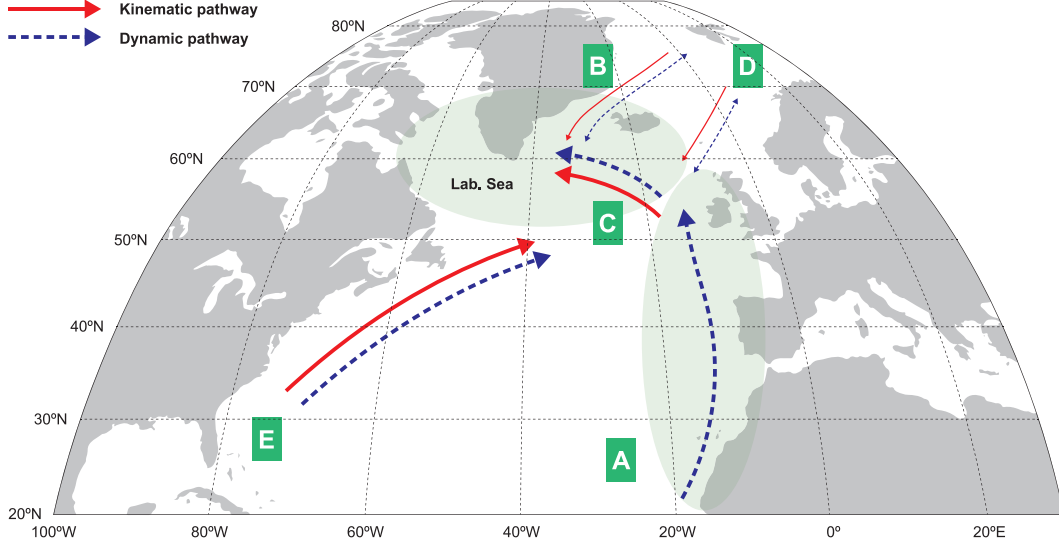 Kinematic pathway
Dynamic pathway
80ºN
70ºN
60ºN
50ºN
40ºN
30ºN
20ºN
B
D
Lab. Sea
C
E
A
100ºW
80ºW
60ºW
40ºW
20ºW
0º
20ºE